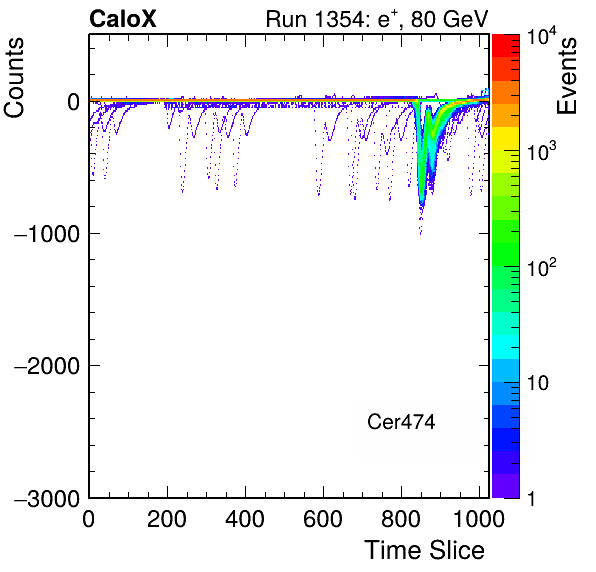 CaloX Run 1354: e⁺, 80 GeV
Counts
Events
0
−1000
−2000
−3000
0 200 400 600 800 1000
Time Slice
Cer474
10⁴
10³
10²
10
1